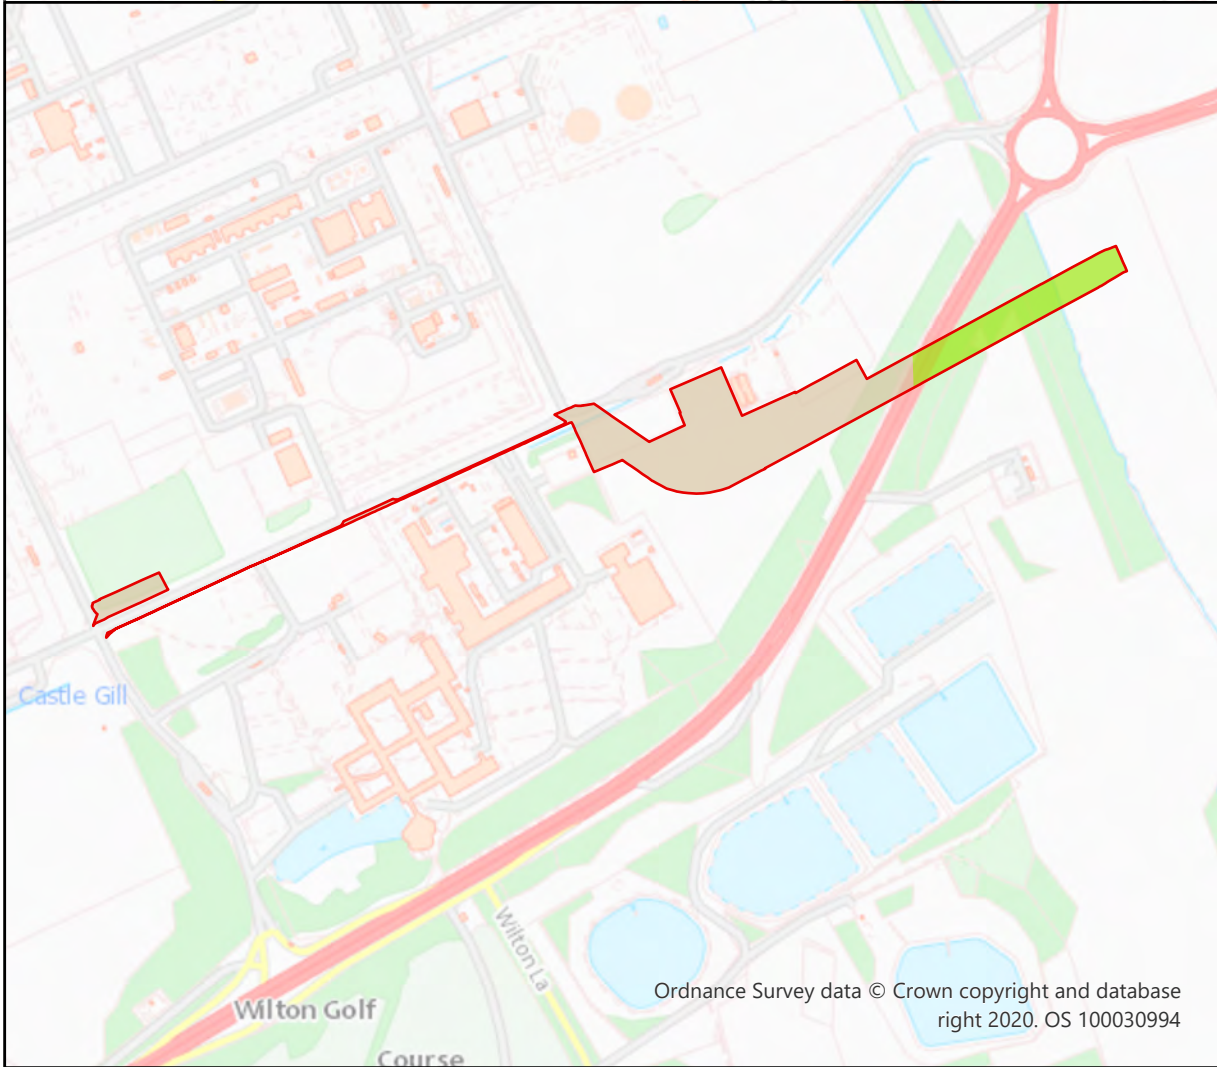 Castle Gill
Wilton La
Wilton Golf
Course
Ordnance Survey data © Crown copyright and database
right 2020. OS 100030994